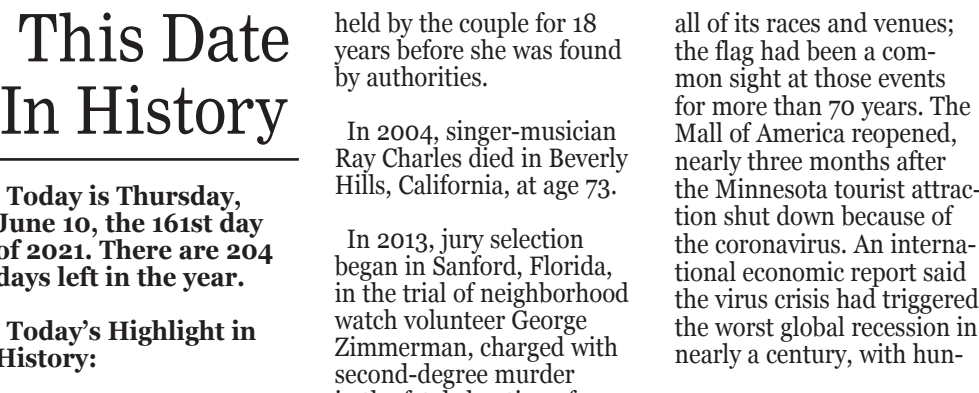 This Date
In History
Today is Thursday,
June 10, the 161st day
of 2021. There are 204
days left in the year.
Today’s Highlight in
History:
held by the couple for 18
years before she was found
by authorities.
In 2004, singer-musician
Ray Charles died in Beverly
Hills, California, at age 73.
In 2013, jury selection
began in Sanford, Florida,
in the trial of neighborhood
watch volunteer George
Zimmerman, charged with
second-degree murder
all of its races and venues;
the flag had been a com-
mon sight at those events
for more than 70 years. The
Mall of America reopened,
nearly three months after
the Minnesota tourist attrac-
tion shut down because of
the coronavirus. An interna-
tional economic report said
the virus crisis had triggered
the worst global recession in
nearly a century, with hun-